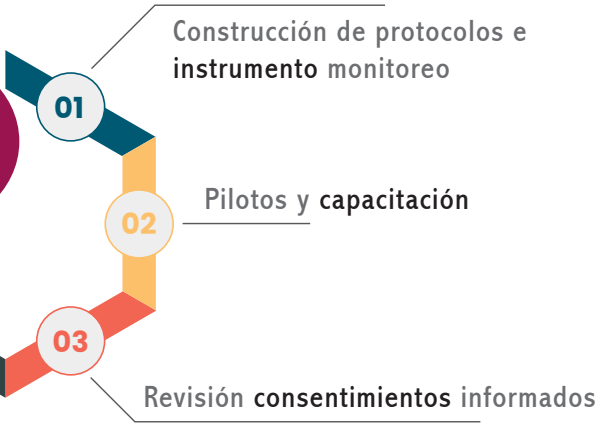 Construcción de protocolos e
instrumento monitoreo
01
Pilotos y capacitación
02
03
Revisión consentimientos informados